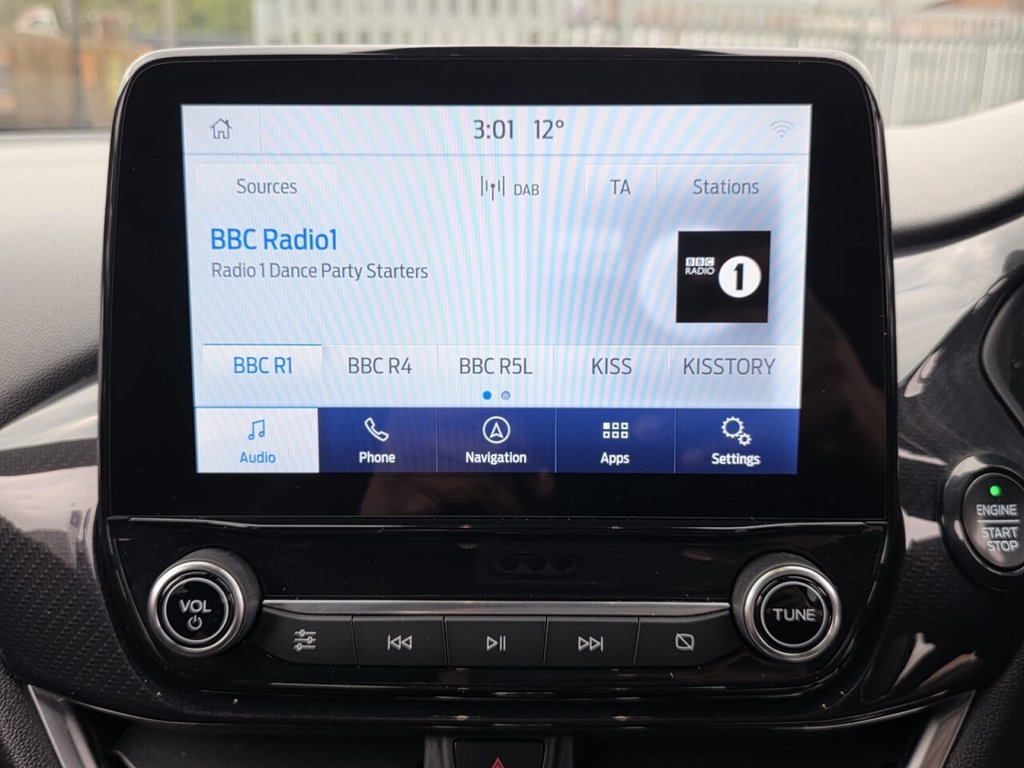 3:01 12°
Sources DAB TA Stations
BBC Radio1
Radio 1 Dance Party Starters
BBC
RADIO 1
BBC R1 BBC R4 BBC R5L KISS KISSTORY
Audio Phone Navigation Apps Settings
ENGINE
START
STOP
VOL
TUNE